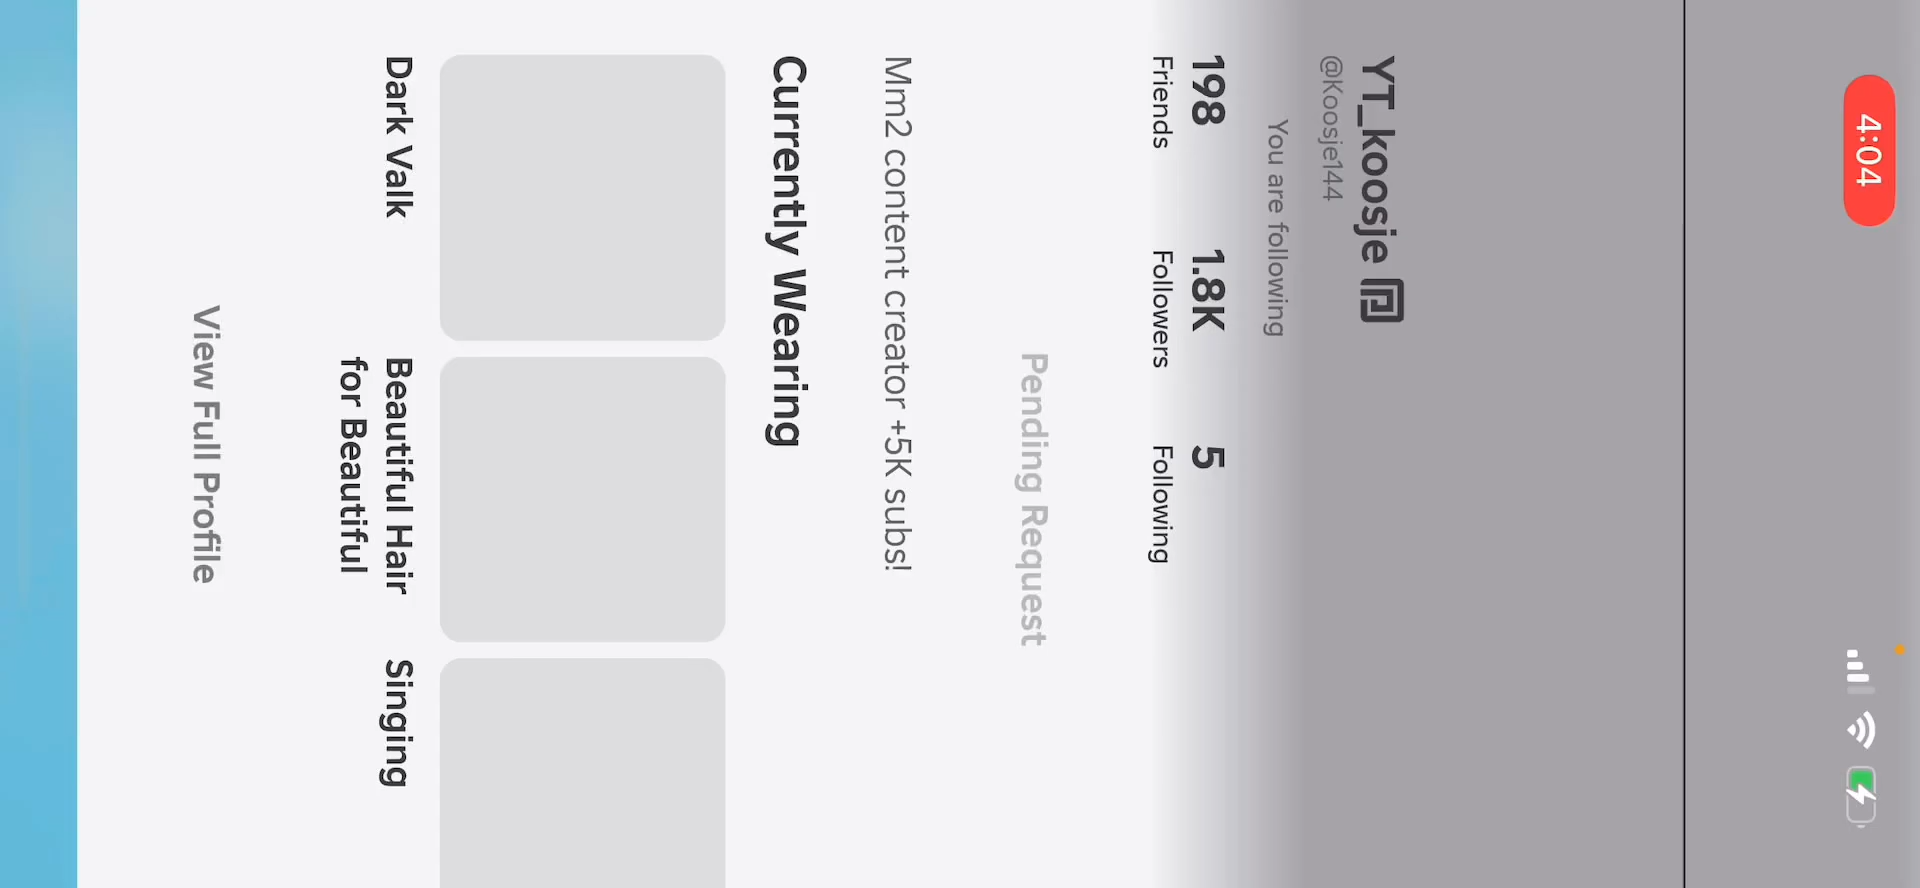 4:04
YT_koosje
@Koosje144
You are following
198 1.8K 5
Friends Followers Following
Pending Request
Mm2 content creator +5K subs!
Currently Wearing
Dark Valk
Beautiful Hair
for Beautiful
Singing
View Full Profile